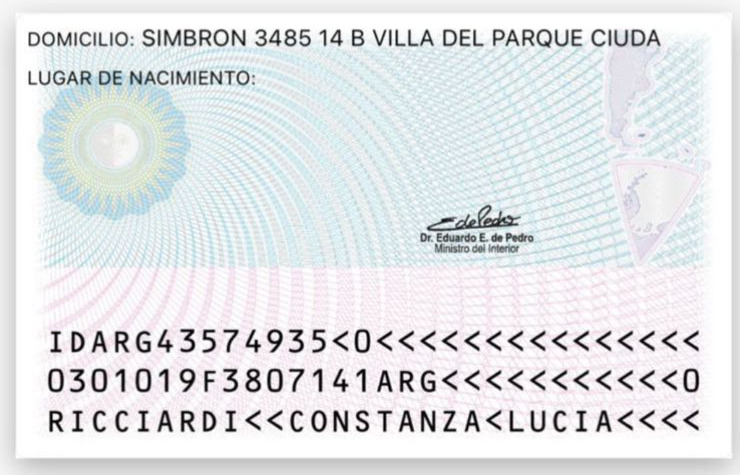 DOMICILIO: SIMBRON 3485 14 B VILLA DEL PARQUE CIUDA
LUGAR DE NACIMIENTO:
EdePedro
Dr. Eduardo E. de Pedro
Ministro del Interior
IDARG43574935<0<<<<<<<<<<<<<<<
0301019F3807141ARG<<<<<<<<<<<0
RICCIARDI<<CONSTANZA<LUCIA<<<<